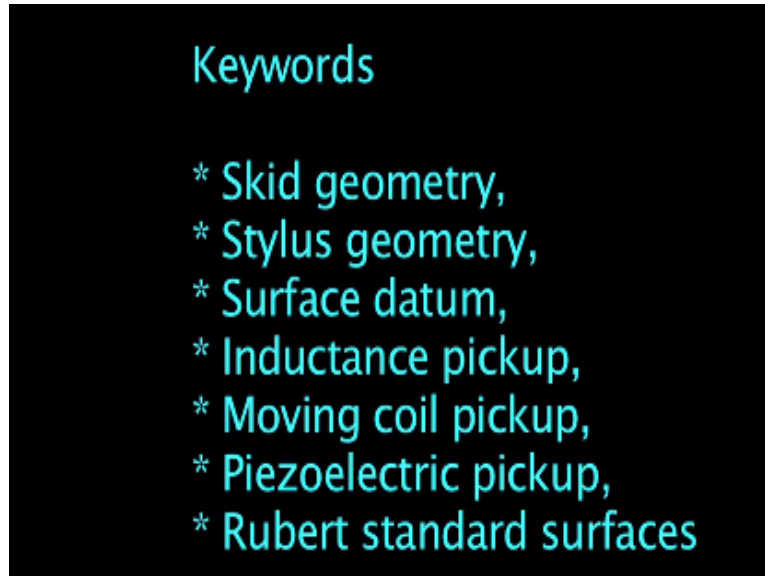 Keywords
* Skid geometry,
* Stylus geometry,
* Surface datum,
* Inductance pickup,
* Moving coil pickup,
* Piezoelectric pickup,
* Rubert standard surfaces